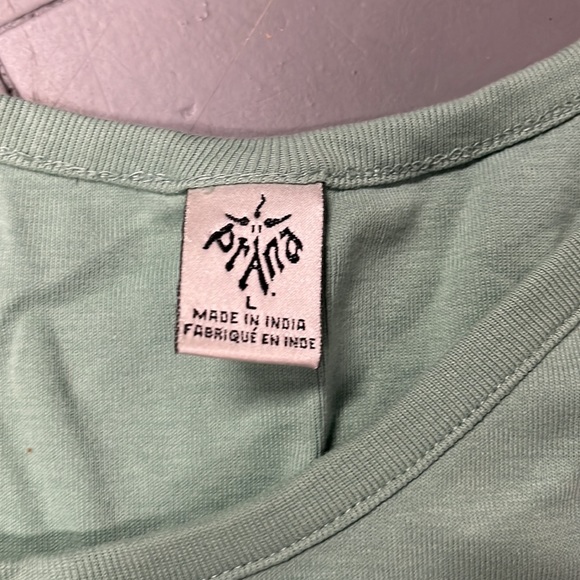 prAna
L
MADE IN INDIA
FABRIQUÉ EN INDE